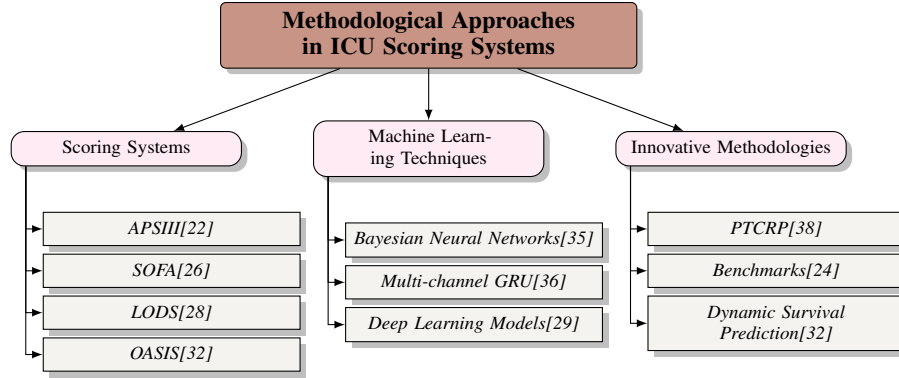 Methodological Approaches
in ICU Scoring Systems
Scoring Systems
APSIII[22]
SOFA[26]
LODS[28]
OASIS[32]
Machine Learn-
ing Techniques
Bayesian Neural Networks[35]
Multi-channel GRU[36]
Deep Learning Models[29]
Innovative Methodologies
PTCRP[38]
Benchmarks[24]
Dynamic Survival
Prediction[32]